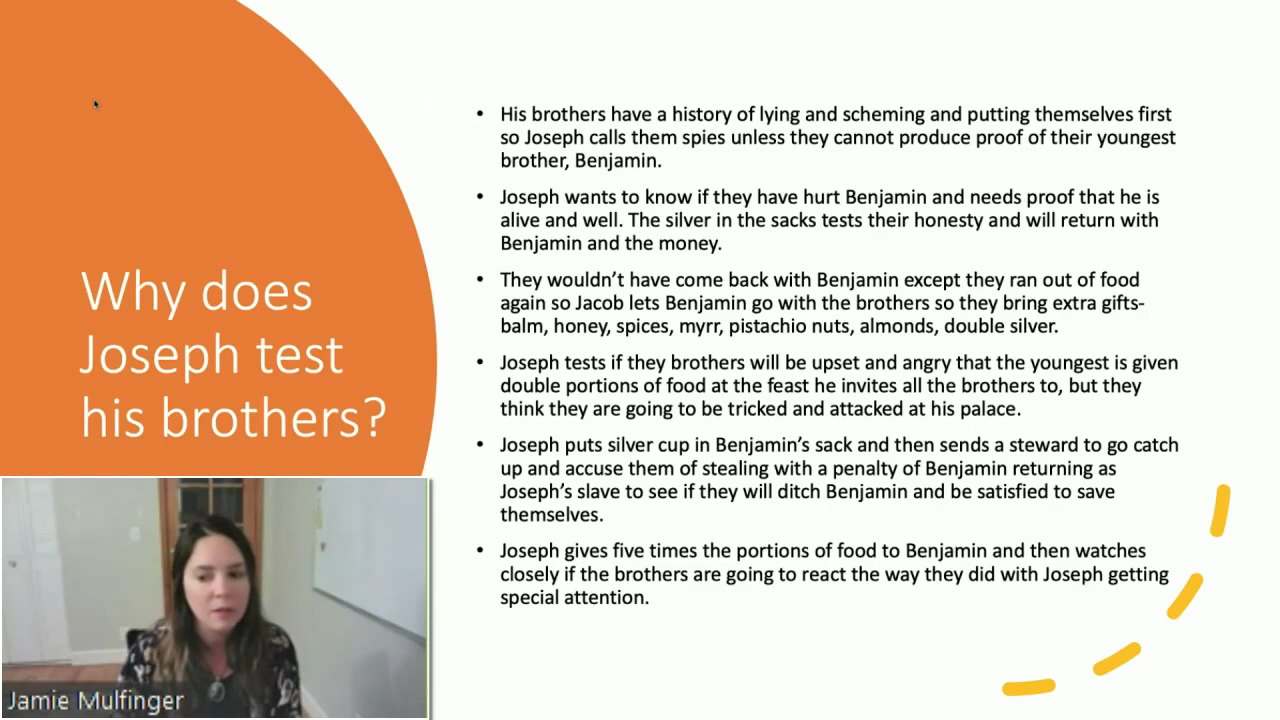 Why does
Joseph test
his brothers?
• His brothers have a history of lying and scheming and putting themselves first
so Joseph calls them spies unless they cannot produce proof of their youngest
brother, Benjamin.
• Joseph wants to know if they have hurt Benjamin and needs proof that he is
alive and well. The silver in the sacks tests their honesty and will return with
Benjamin and the money.
• They wouldn't have come back with Benjamin except they ran out of food
again so Jacob lets Benjamin go with the brothers so they bring extra gifts-
balm, honey, spices, myrr, pistachio nuts, almonds, double silver.
• Joseph tests if they brothers will be upset and angry that the youngest is given
double portions of food at the feast he invites all the brothers to, but they
think they are going to be tricked and attacked at his palace.
• Joseph puts silver cup in Benjamin's sack and then sends a steward to go catch
up and accuse them of stealing with a penalty of Benjamin returning as
Joseph's slave to see if they will ditch Benjamin and be satisfied to save
themselves.
• Joseph gives five times the portions of food to Benjamin and then watches
closely if the brothers are going to react the way they did with Joseph getting
special attention.
Jamie Mulfinger